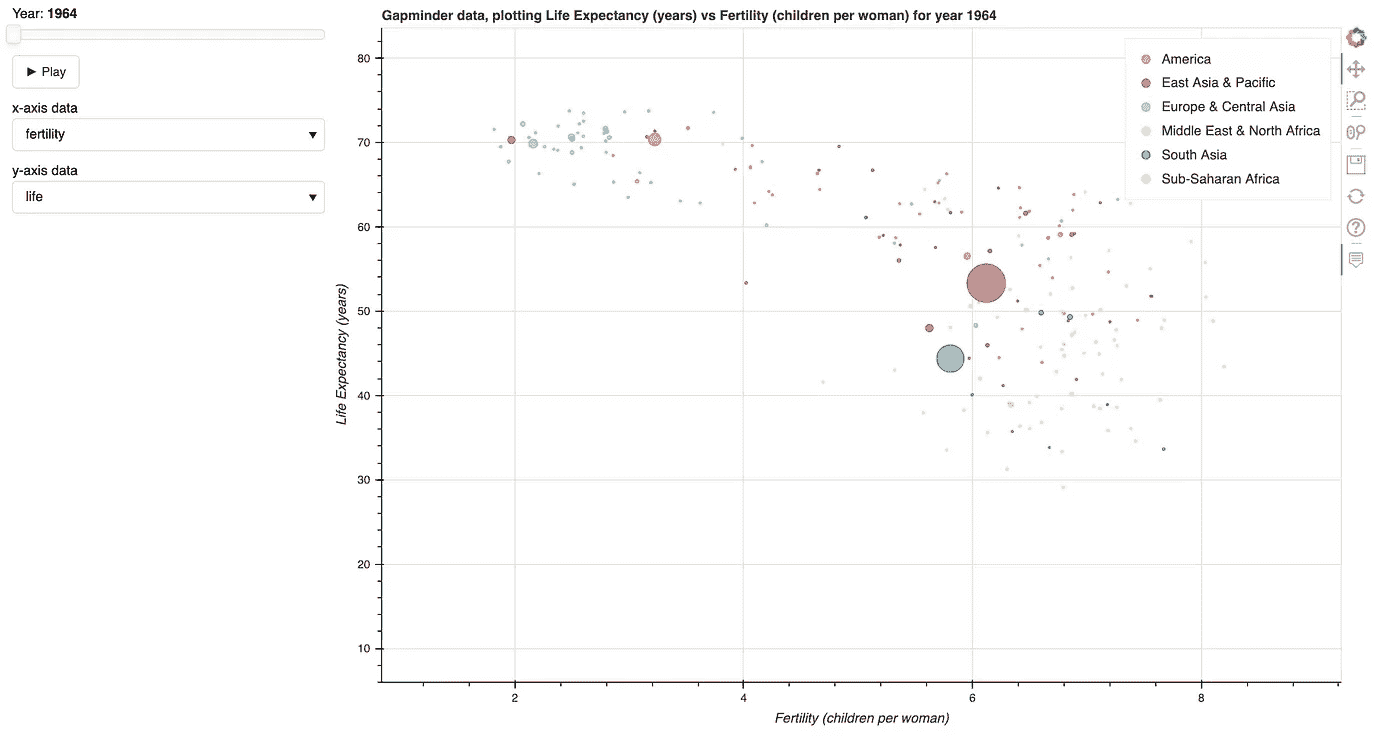 Year: 1964
► Play
x-axis data
fertility
y-axis data
life
Gapminder data, plotting Life Expectancy (years) vs Fertility (children per woman) for year 1964
America
East Asia & Pacific
Europe & Central Asia
Middle East & North Africa
South Asia
Sub-Saharan Africa
Life Expectancy (years)
80
70
60
50
40
30
20
10
2 4 6 8
Fertility (children per woman)
?